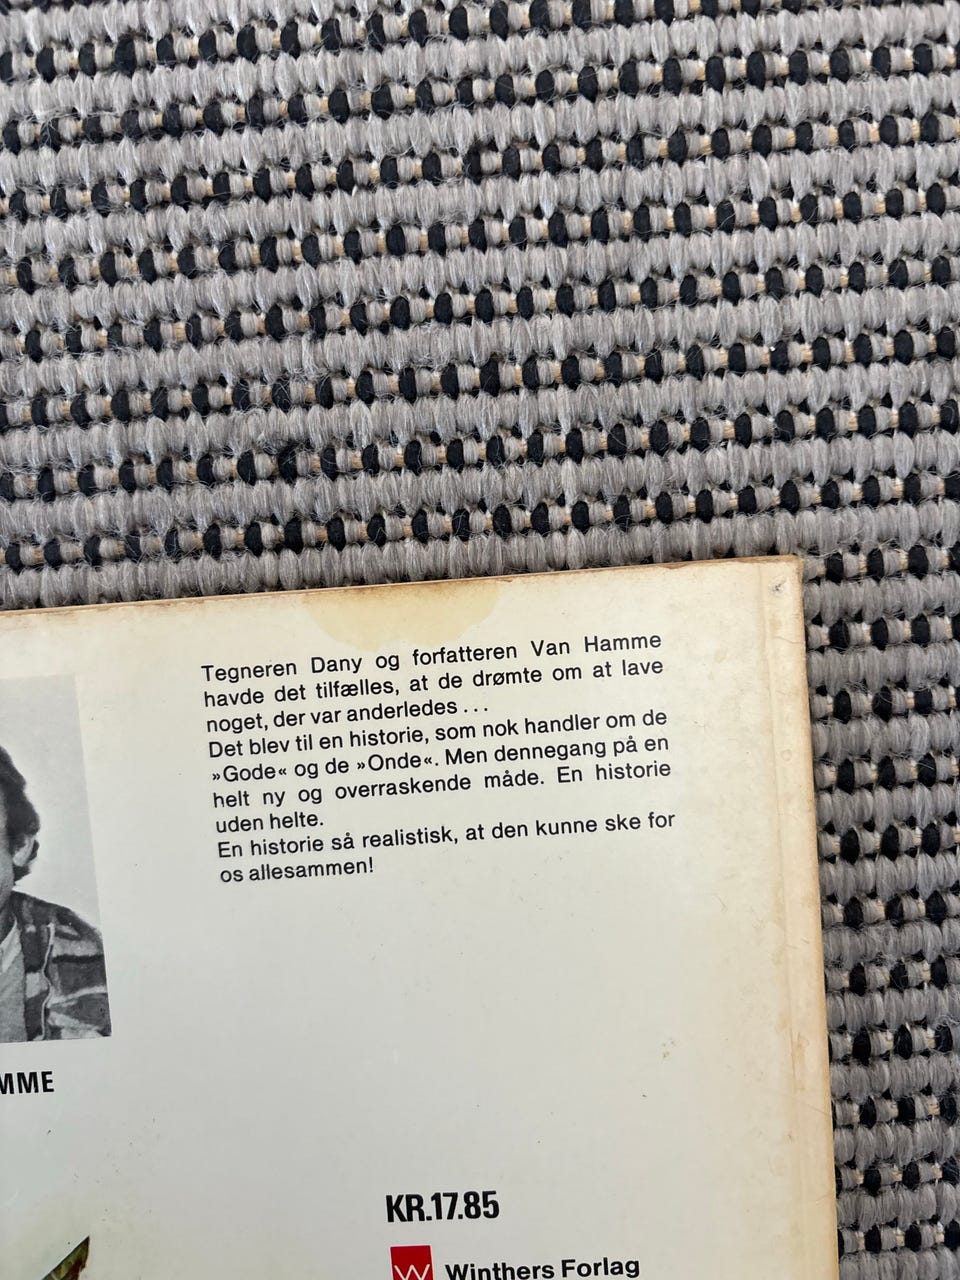 Tegneren Dany og forfatteren Van Hamme
havde det tilfælles, at de drømte om at lave
noget, der var anderledes . . .
Det blev til en historie, som nok handler om de
»Gode« og de »Onde«. Men dennegang på en
helt ny og overraskende måde. En historie
uden helte.
En historie så realistisk, at den kunne ske for
os allesammen!
MME
KR.17.85
W Winthers Forlag